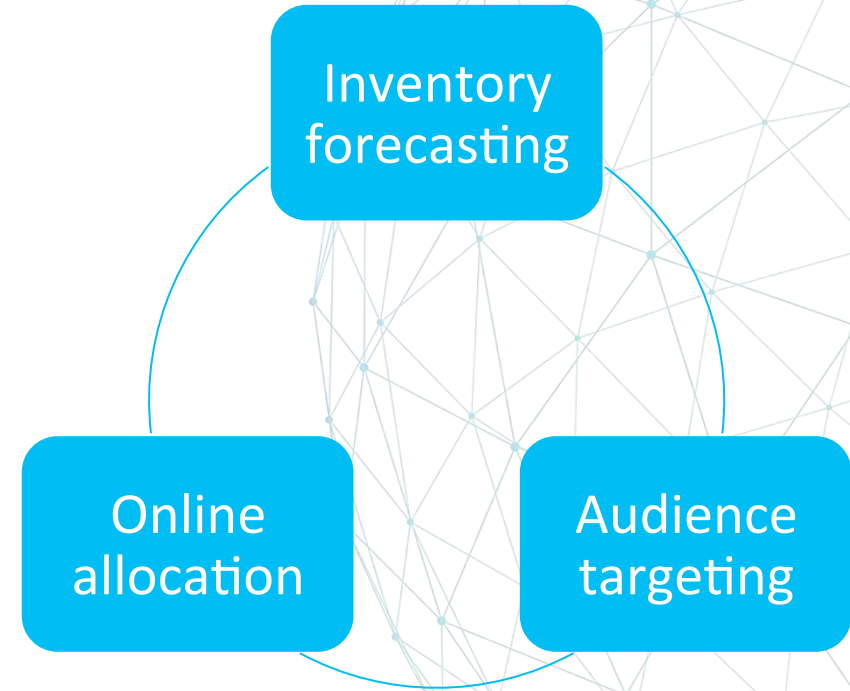 Inventory
forecasting
Online
allocation
Audience
targeting